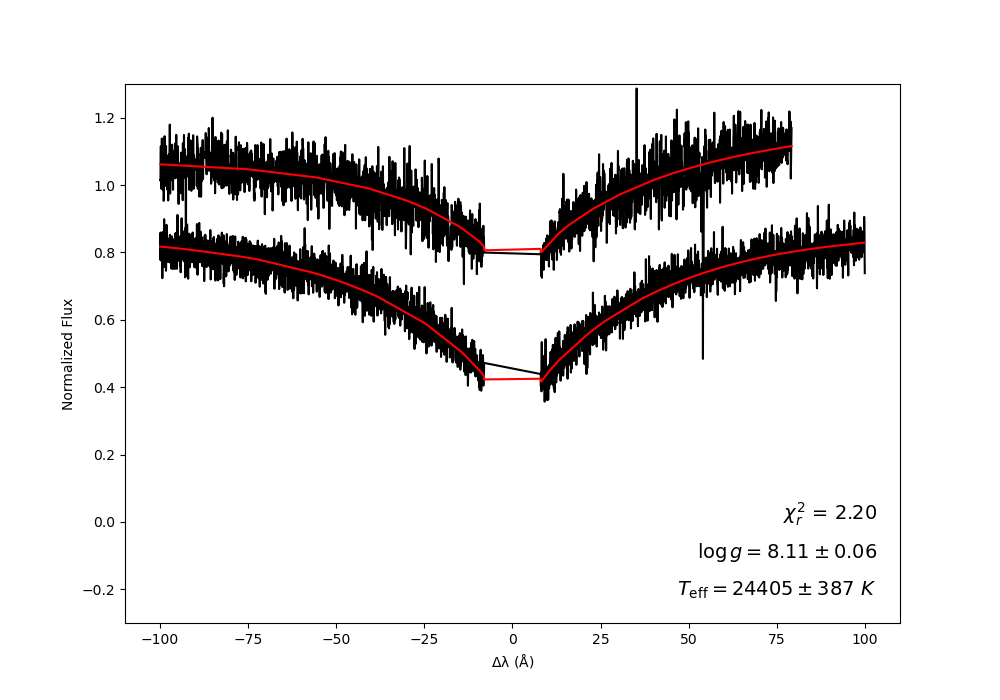 1.2
1.0
0.8
0.6
0.4
0.2
0.0
−0.2
Normalized Flux
χ²ᵣ = 2.20
log g = 8.11 ± 0.06
T_eff = 24405 ± 387 K
−100 −75 −50 −25 0 25 50 75 100
Δλ (Å)